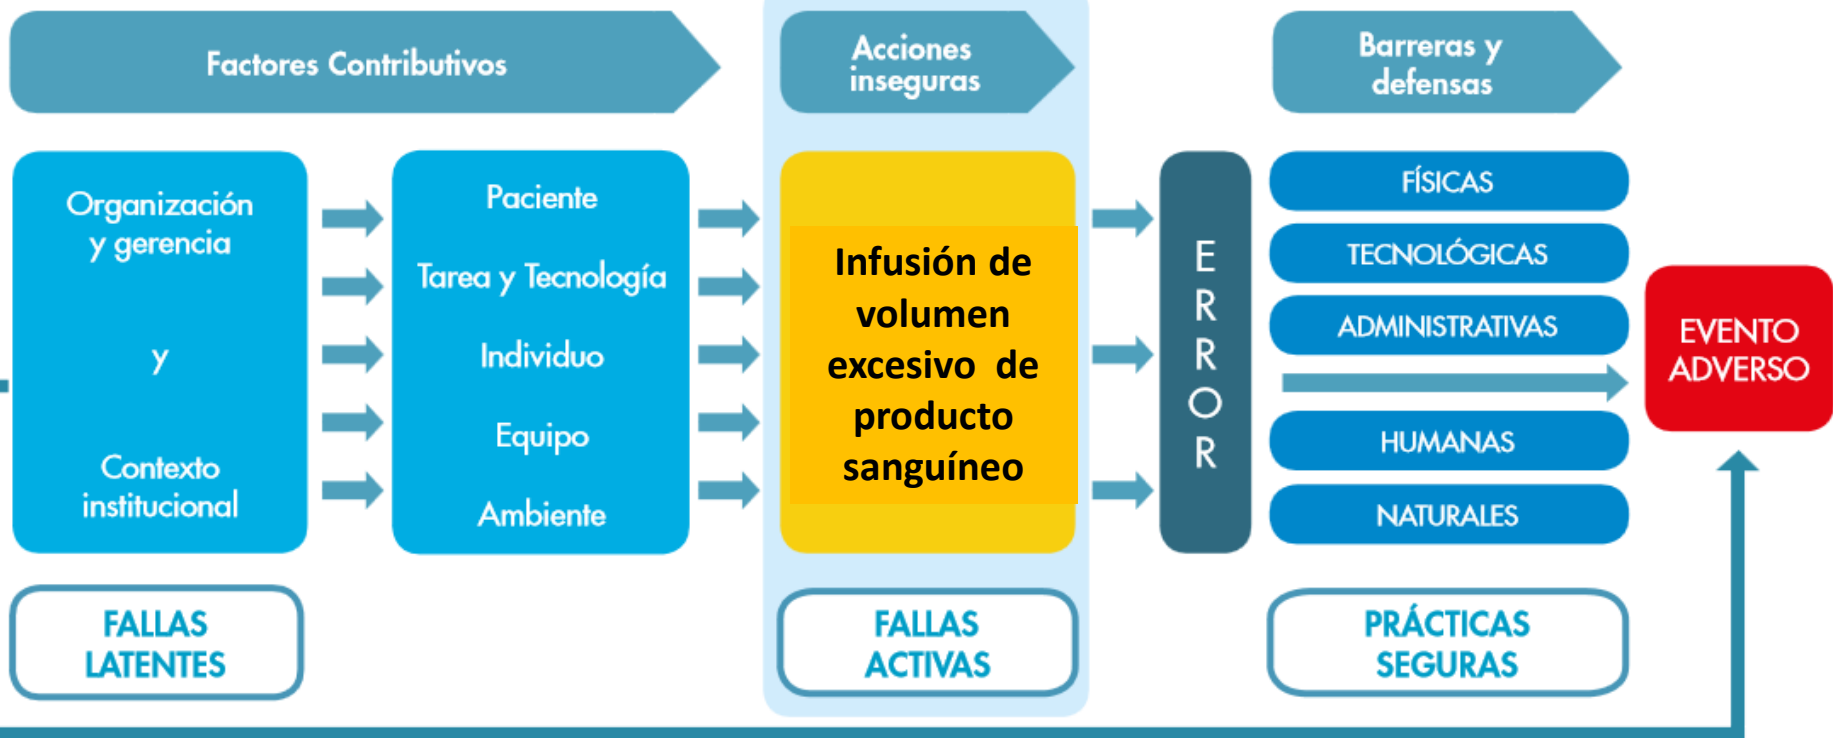 Factores Contributivos
Acciones
inseguras
Barreras y
defensas
Organización
y gerencia
y
Contexto
institucional
Paciente
Tarea y Tecnología
Individuo
Equipo
Ambiente
Infusión de
volumen
excesivo de
producto
sanguíneo
E
R
R
O
R
FÍSICAS
TECNOLÓGICAS
ADMINISTRATIVAS
HUMANAS
NATURALES
EVENTO
ADVERSO
FALLAS
LATENTES
FALLAS
ACTIVAS
PRÁCTICAS
SEGURAS